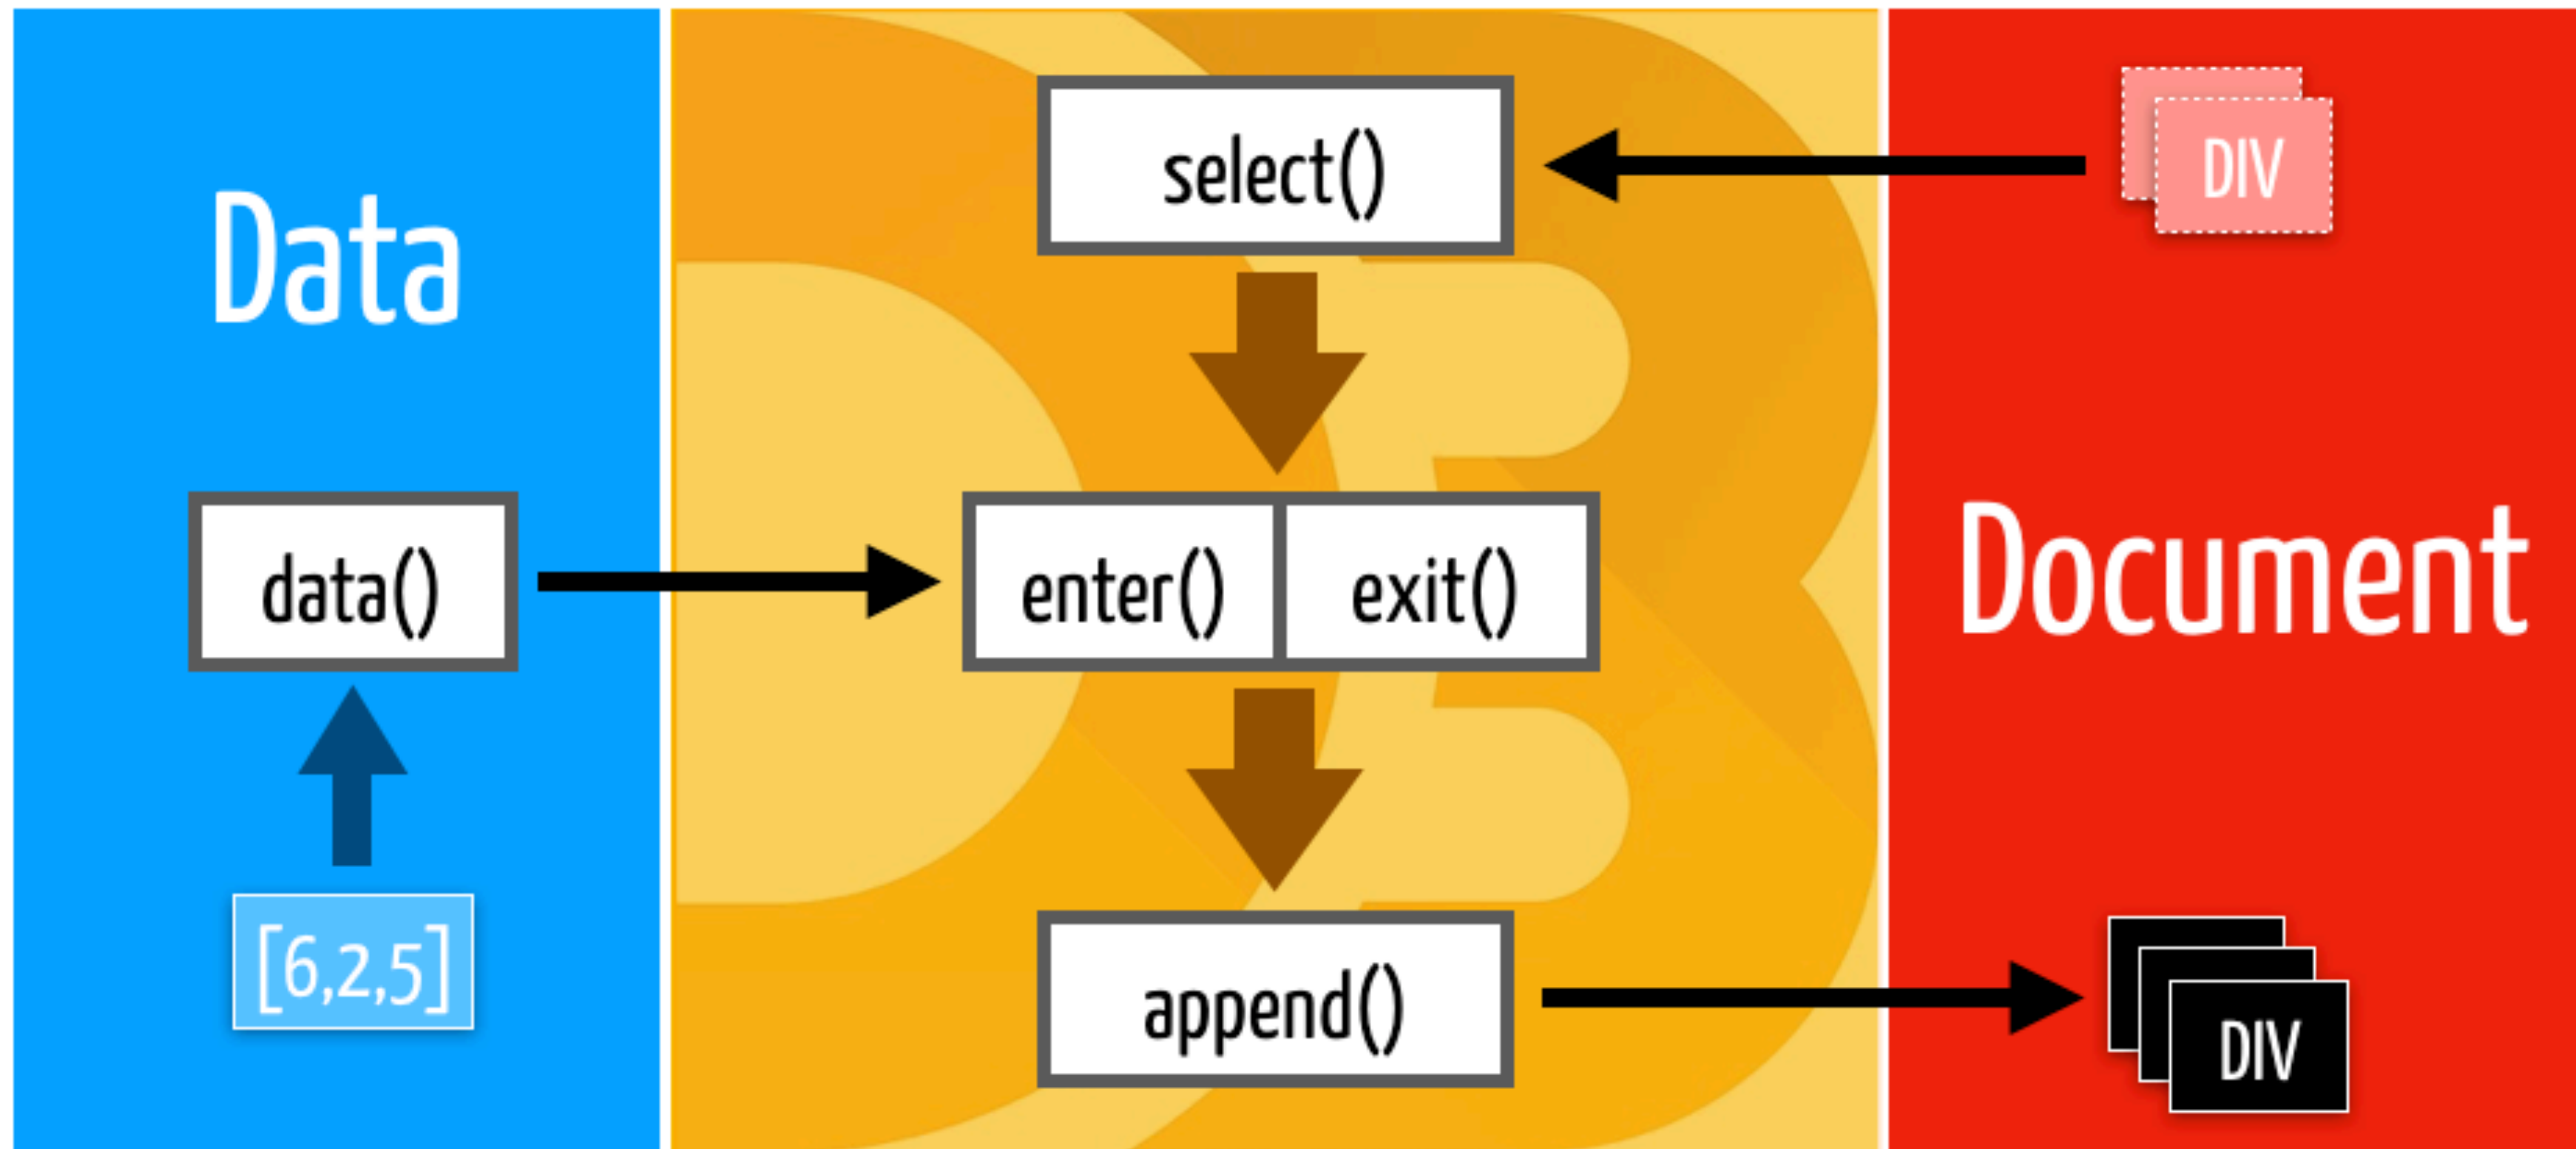 Data
data()
[6,2,5]
select()
enter() exit()
append()
DIV
Document
DIV